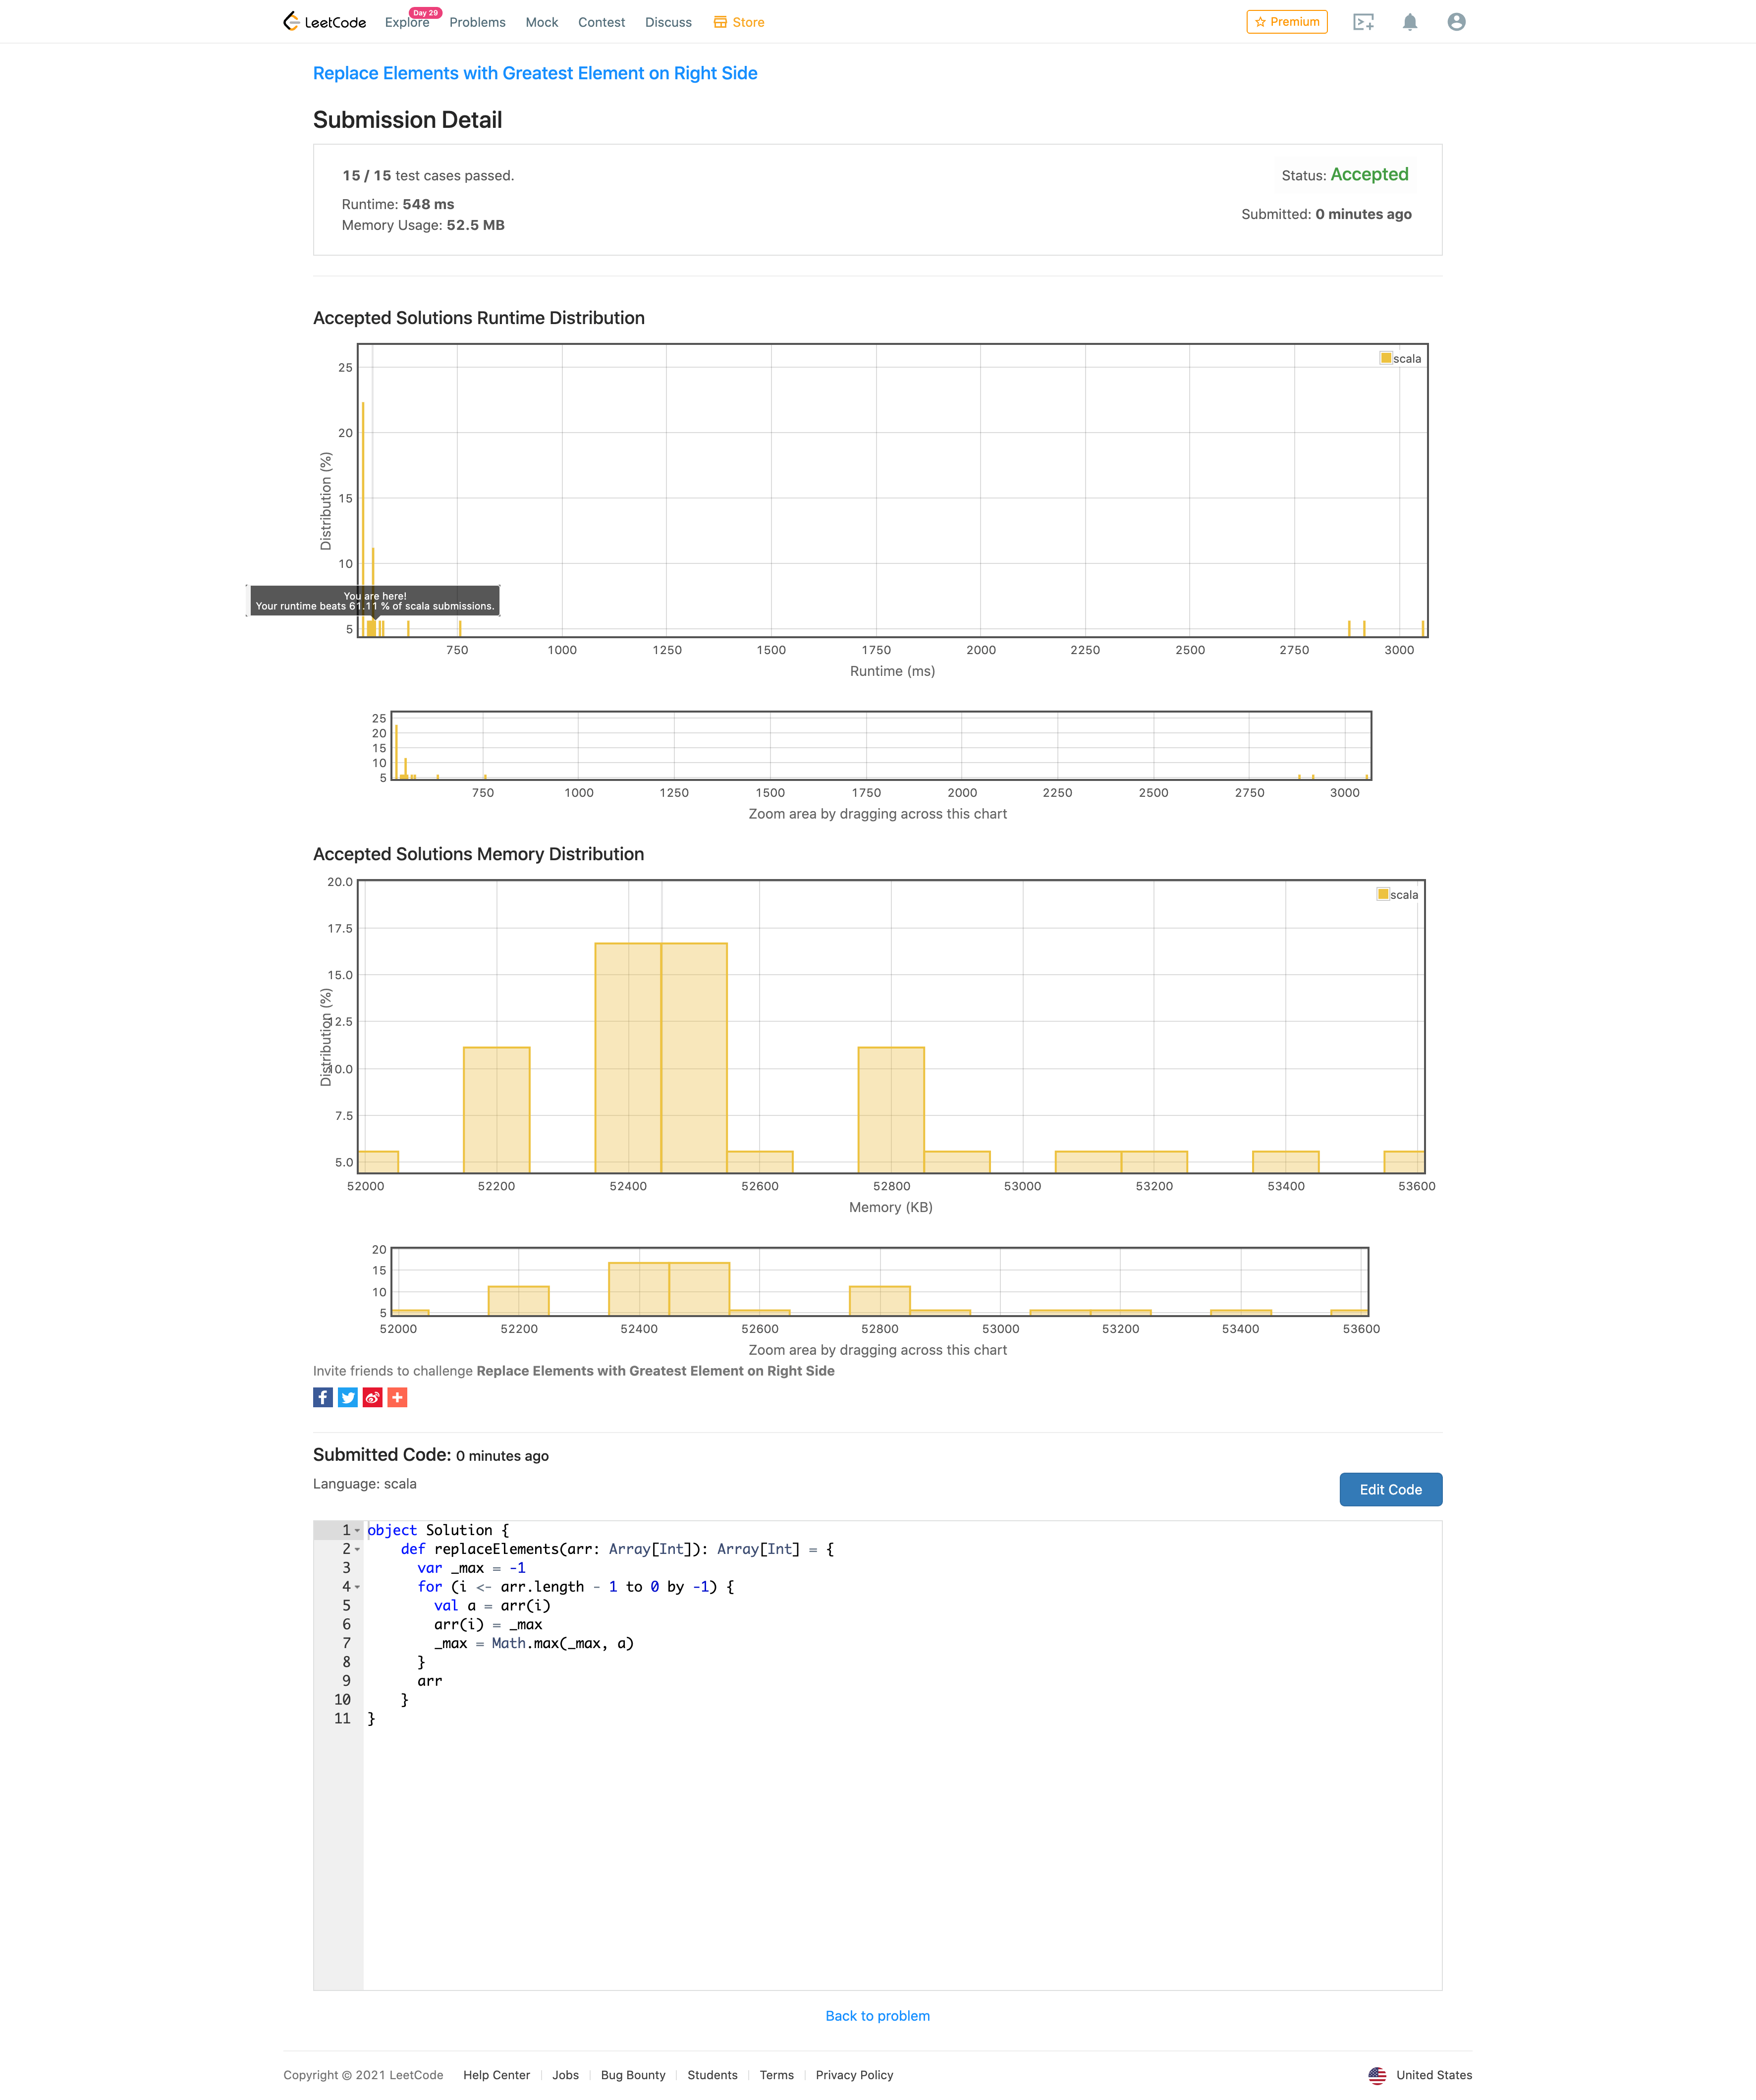 LeetCode Explore Day 29 Problems Mock Contest Discuss Store Premium
Replace Elements with Greatest Element on Right Side
Submission Detail
15 / 15 test cases passed.
Status: Accepted
Runtime: 548 ms
Submitted: 0 minutes ago
Memory Usage: 52.5 MB
Accepted Solutions Runtime Distribution
scala
25
20
15
10
5
Distribution (%)
You are here!
Your runtime beats 61.11 % of scala submissions.
750 1000 1250 1500 1750 2000 2250 2500 2750 3000
Runtime (ms)
25
20
15
10
5
750 1000 1250 1500 1750 2000 2250 2500 2750 3000
Zoom area by dragging across this chart
Accepted Solutions Memory Distribution
scala
20.0
17.5
15.0
12.5
10.0
7.5
5.0
Distribution (%)
52000 52200 52400 52600 52800 53000 53200 53400 53600
Memory (KB)
20
15
10
5
52000 52200 52400 52600 52800 53000 53200 53400 53600
Zoom area by dragging across this chart
Invite friends to challenge Replace Elements with Greatest Element on Right Side
Submitted Code: 0 minutes ago
Language: scala
Edit Code
1 object Solution {
2 def replaceElements(arr: Array[Int]): Array[Int] = {
3 var _max = -1
4 for (i <- arr.length - 1 to 0 by -1) {
5 val a = arr(i)
6 arr(i) = _max
7 _max = Math.max(_max, a)
8 }
9 arr
10 }
11 }
Back to problem
Copyright © 2021 LeetCode Help Center Jobs Bug Bounty Students Terms Privacy Policy United States